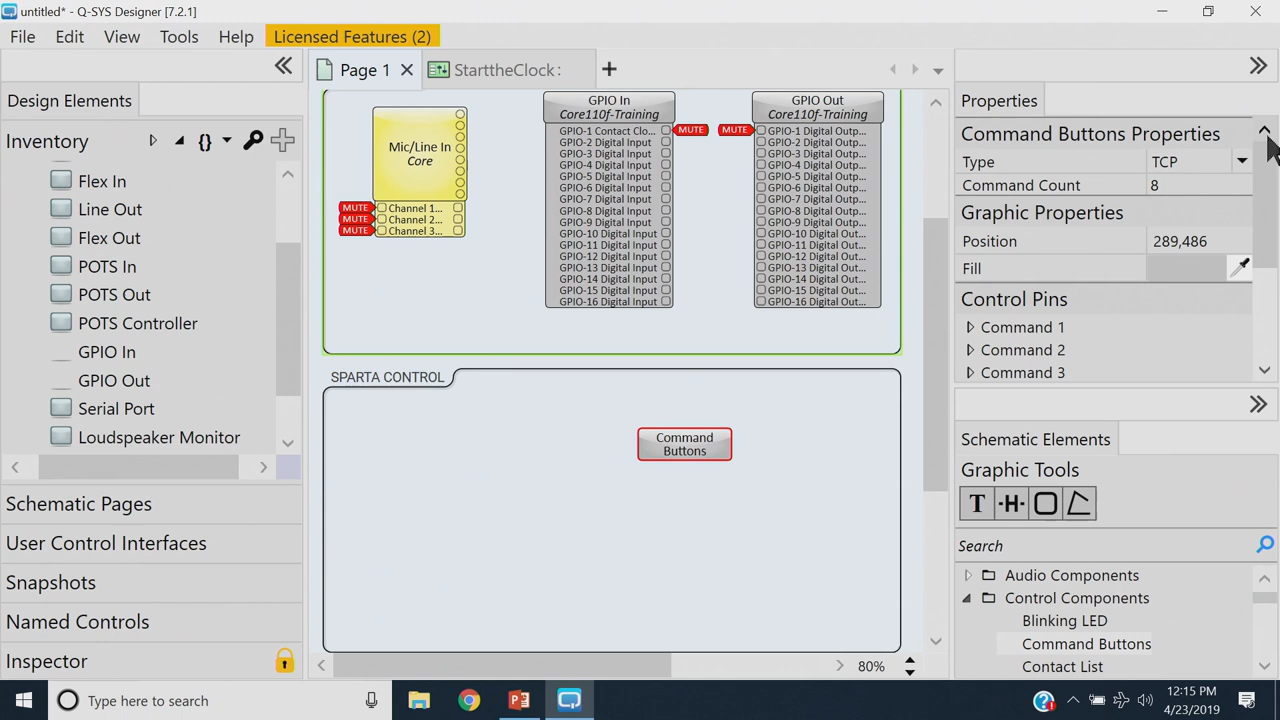 untitled* - Q-SYS Designer [7.2.1]
File Edit View Tools Help Licensed Features (2)
Page 1
StarttheClock:
Design Elements
Inventory
{}
Flex In
Line Out
Flex Out
POTS In
POTS Out
POTS Controller
GPIO In
GPIO Out
Serial Port
Loudspeaker Monitor
Schematic Pages
User Control Interfaces
Snapshots
Named Controls
Inspector
Mic/Line In
Core
MUTE Channel 1...
MUTE Channel 2...
MUTE Channel 3...
GPIO In
Core110f-Training
GPIO-1 Contact Clo... MUTE
GPIO-2 Digital Input
GPIO-3 Digital Input
GPIO-4 Digital Input
GPIO-5 Digital Input
GPIO-6 Digital Input
GPIO-7 Digital Input
GPIO-8 Digital Input
GPIO-9 Digital Input
GPIO-10 Digital Input
GPIO-11 Digital Input
GPIO-12 Digital Input
GPIO-13 Digital Input
GPIO-14 Digital Input
GPIO-15 Digital Input
GPIO-16 Digital Input
GPIO Out
Core110f-Training
MUTE GPIO-1 Digital Outp...
GPIO-2 Digital Outp...
GPIO-3 Digital Outp...
GPIO-4 Digital Outp...
GPIO-5 Digital Outp...
GPIO-6 Digital Outp...
GPIO-7 Digital Outp...
GPIO-8 Digital Outp...
GPIO-9 Digital Outp...
GPIO-10 Digital Out...
GPIO-11 Digital Out...
GPIO-12 Digital Out...
GPIO-13 Digital Out...
GPIO-14 Digital Out...
GPIO-15 Digital Out...
GPIO-16 Digital Out...
SPARTA CONTROL
Command
Buttons
80%
Properties
Command Buttons Properties
Type TCP
Command Count 8
Graphic Properties
Position 289,486
Fill
Control Pins
Command 1
Command 2
Command 3
Schematic Elements
Graphic Tools
T H
Search
Audio Components
Control Components
Blinking LED
Command Buttons
Contact List
Type here to search
12:15 PM
4/23/2019